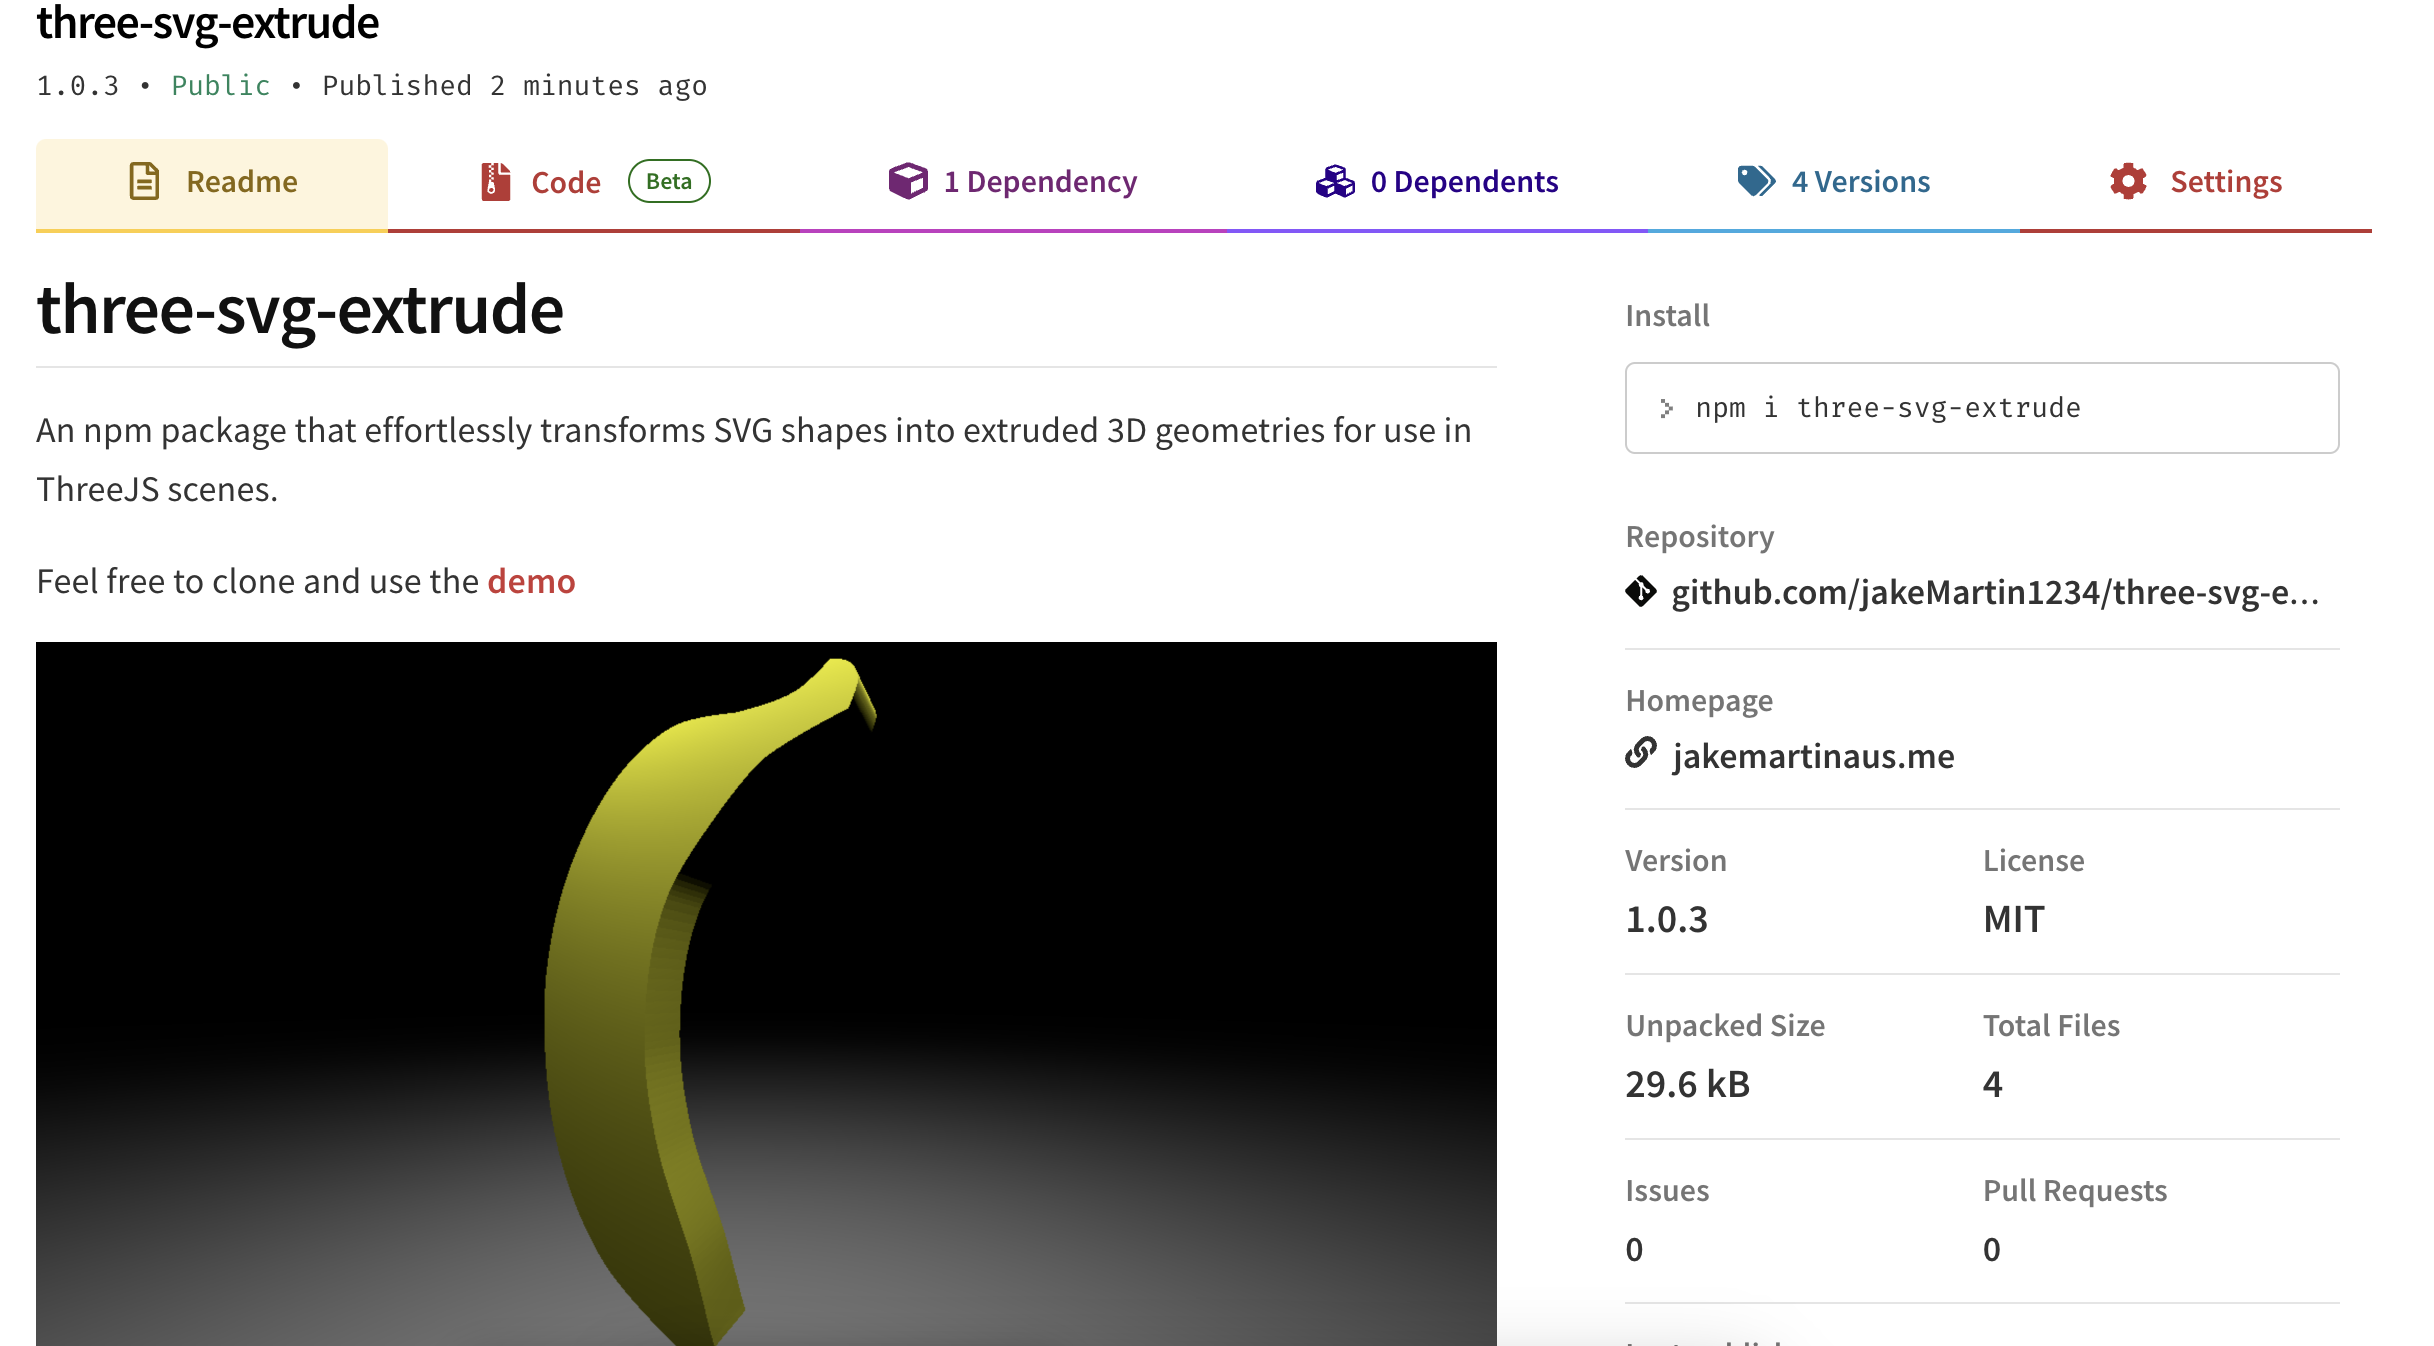 three-svg-extrude
1.0.3 • Public • Published 2 minutes ago
Readme
Code Beta
1 Dependency
0 Dependents
4 Versions
Settings
three-svg-extrude
An npm package that effortlessly transforms SVG shapes into extruded 3D geometries for use in
ThreeJS scenes.
Feel free to clone and use the demo
Install
> npm i three-svg-extrude
Repository
github.com/jakeMartin1234/three-svg-e...
Homepage
jakemartinaus.me
Version
1.0.3
License
MIT
Unpacked Size
29.6 kB
Total Files
4
Issues
0
Pull Requests
0